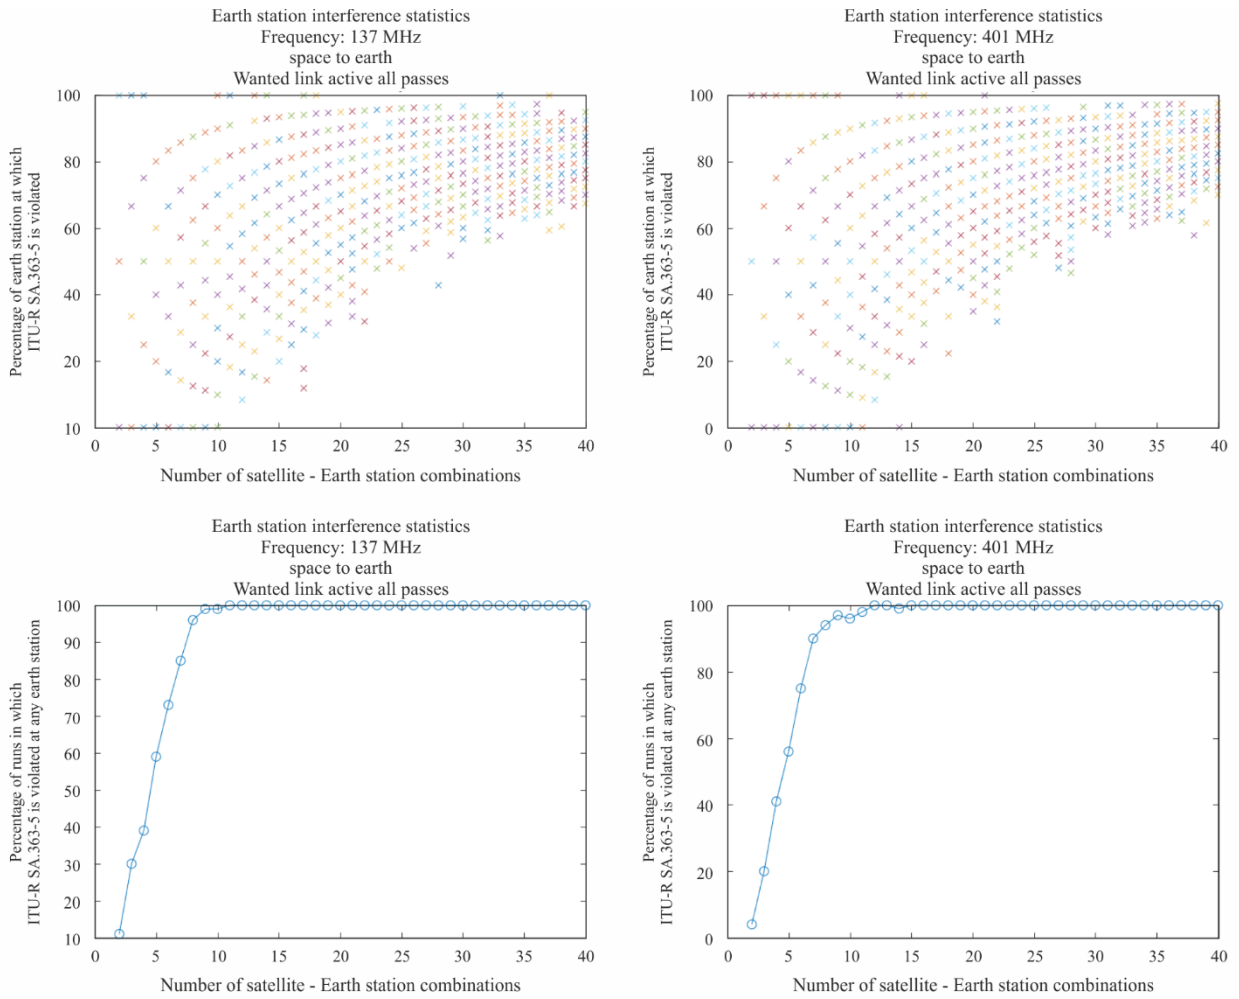 Earth station interference statistics
Frequency: 137 MHz
space to earth
Wanted link active all passes
Percentage of earth station at which
ITU-R SA.363-5 is violated
100
80
60
40
20
10
0 5 10 15 20 25 30 35 40
Number of satellite - Earth station combinations
Earth station interference statistics
Frequency: 401 MHz
space to earth
Wanted link active all passes
Percentage of earth station at which
ITU-R SA.363-5 is violated
100
80
60
40
20
0
0 5 10 15 20 25 30 35 40
Number of satellite - Earth station combinations
Earth station interference statistics
Frequency: 137 MHz
space to earth
Wanted link active all passes
Percentage of runs in which
ITU-R SA.363-5 is violated at any earth station
100
90
80
70
60
50
40
30
20
10
0 5 10 15 20 25 30 35 40
Number of satellite - Earth station combinations
Earth station interference statistics
Frequency: 401 MHz
space to earth
Wanted link active all passes
Percentage of runs in which
ITU-R SA.363-5 is violated at any earth station
100
80
60
40
20
0
0 5 10 15 20 25 30 35 40
Number of satellite - Earth station combinations